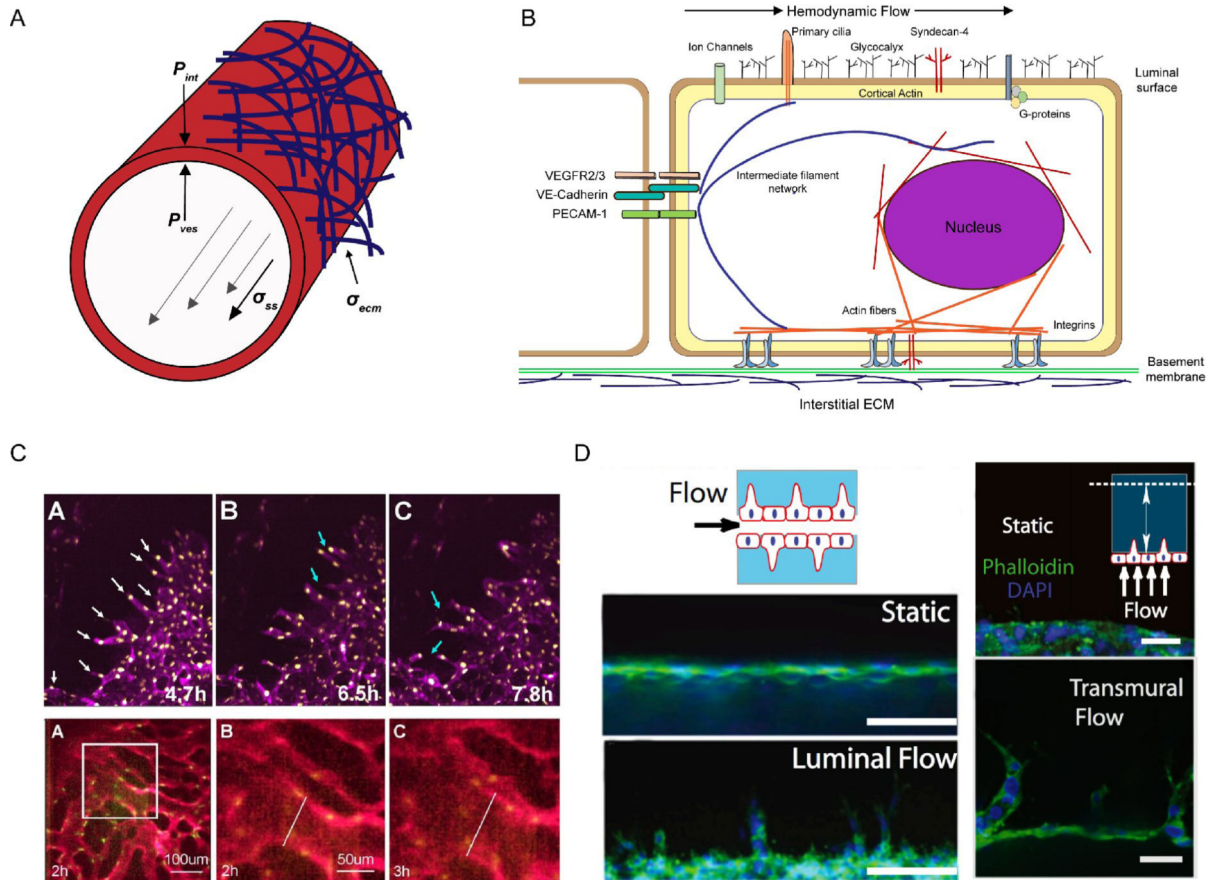 A
P int
P ves
σ ss
σ ecm
B
Hemodynamic Flow
Ion Channels
Primary cilia
Glycocalyx
Syndecan-4
Luminal
surface
Cortical Actin
G-proteins
VEGFR2/3
VE-Cadherin
PECAM-1
Intermediate filament
network
Nucleus
Actin fibers
Integrins
Basement
membrane
Interstitial ECM
C
A
4.7h
B
6.5h
C
7.8h
A
2h
100um
B
2h
50um
C
3h
D
Flow
Static
Luminal Flow
Static
Phalloidin
DAPI
Flow
Transmural
Flow